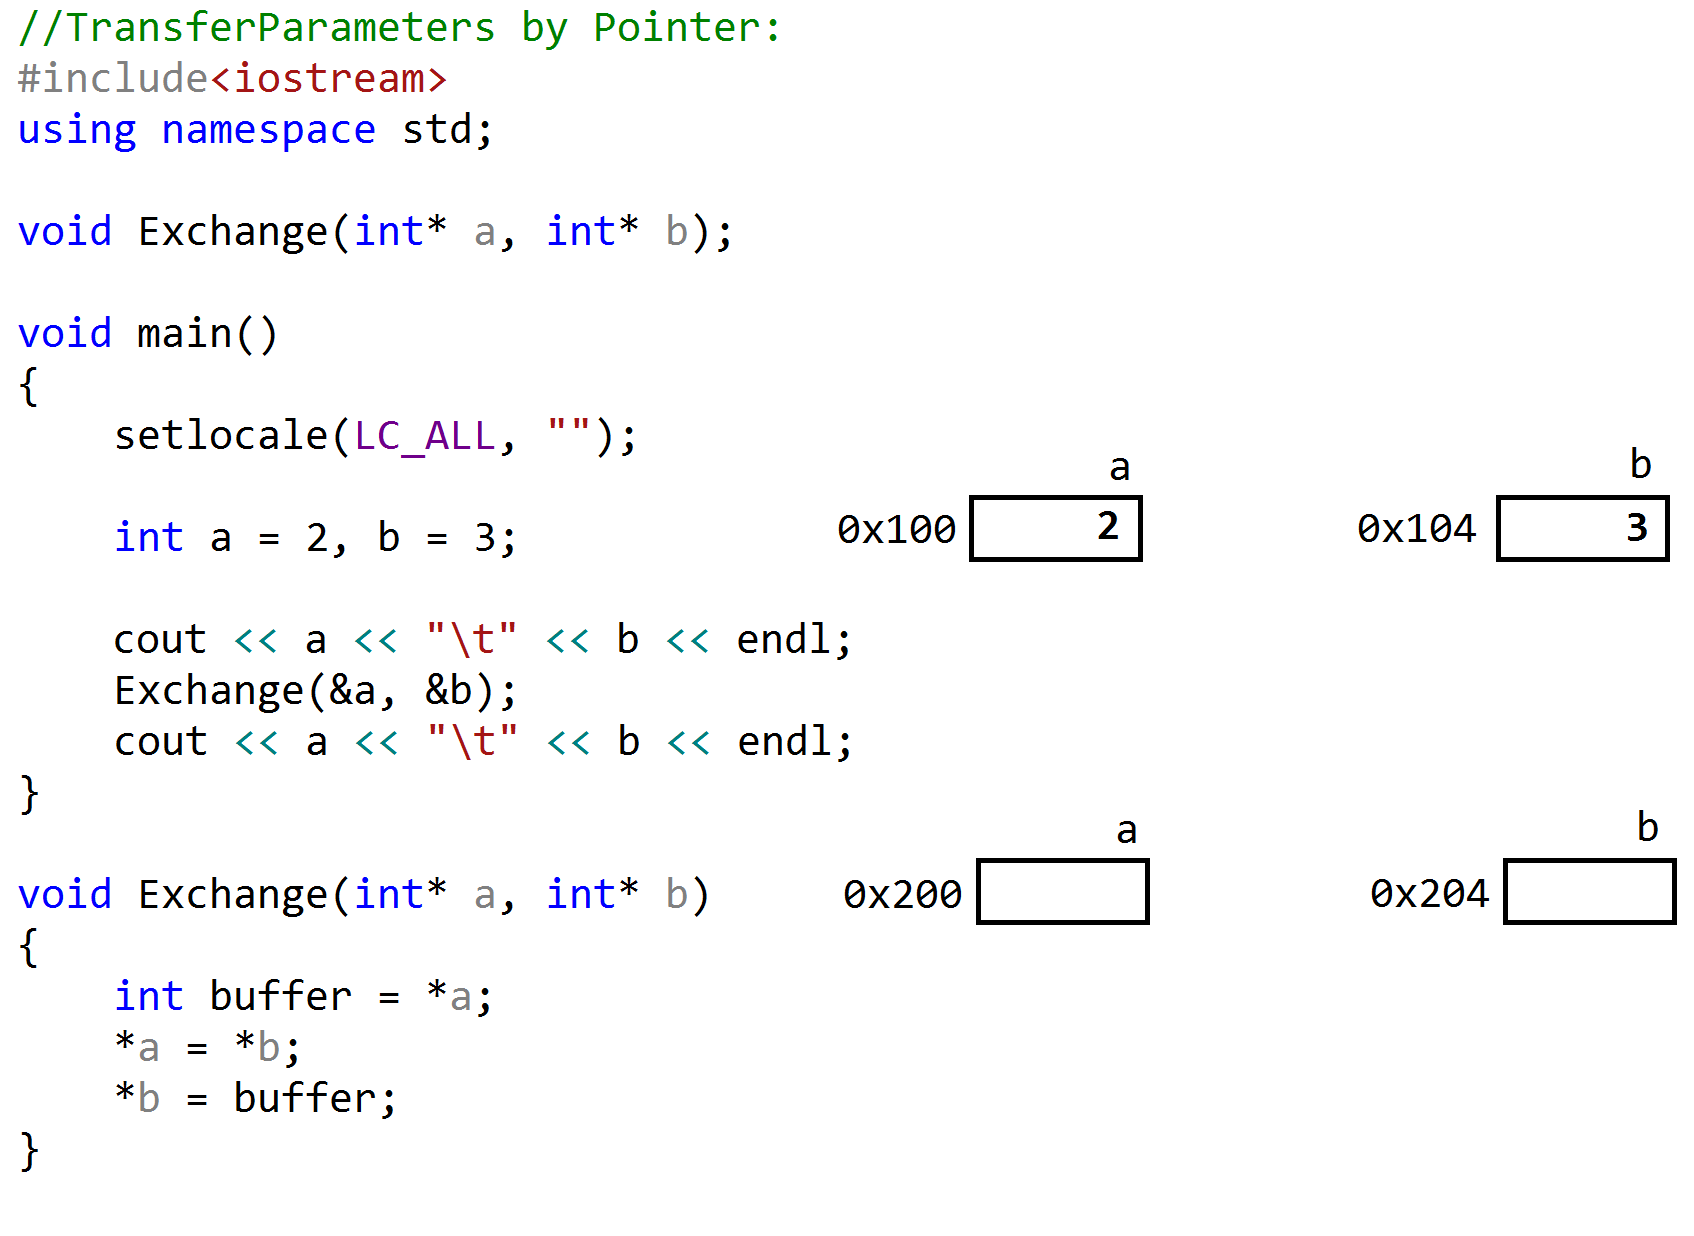 //TransferParameters by Pointer:
#include<iostream>
using namespace std;
void Exchange(int* a, int* b);
void main()
{
setlocale(LC_ALL, "");
a b
int a = 2, b = 3; 0x100 2 0x104 3
cout << a << "\t" << b << endl;
Exchange(&a, &b);
cout << a << "\t" << b << endl;
}
a b
void Exchange(int* a, int* b) 0x200 0x204
{
int buffer = *a;
*a = *b;
*b = buffer;
}